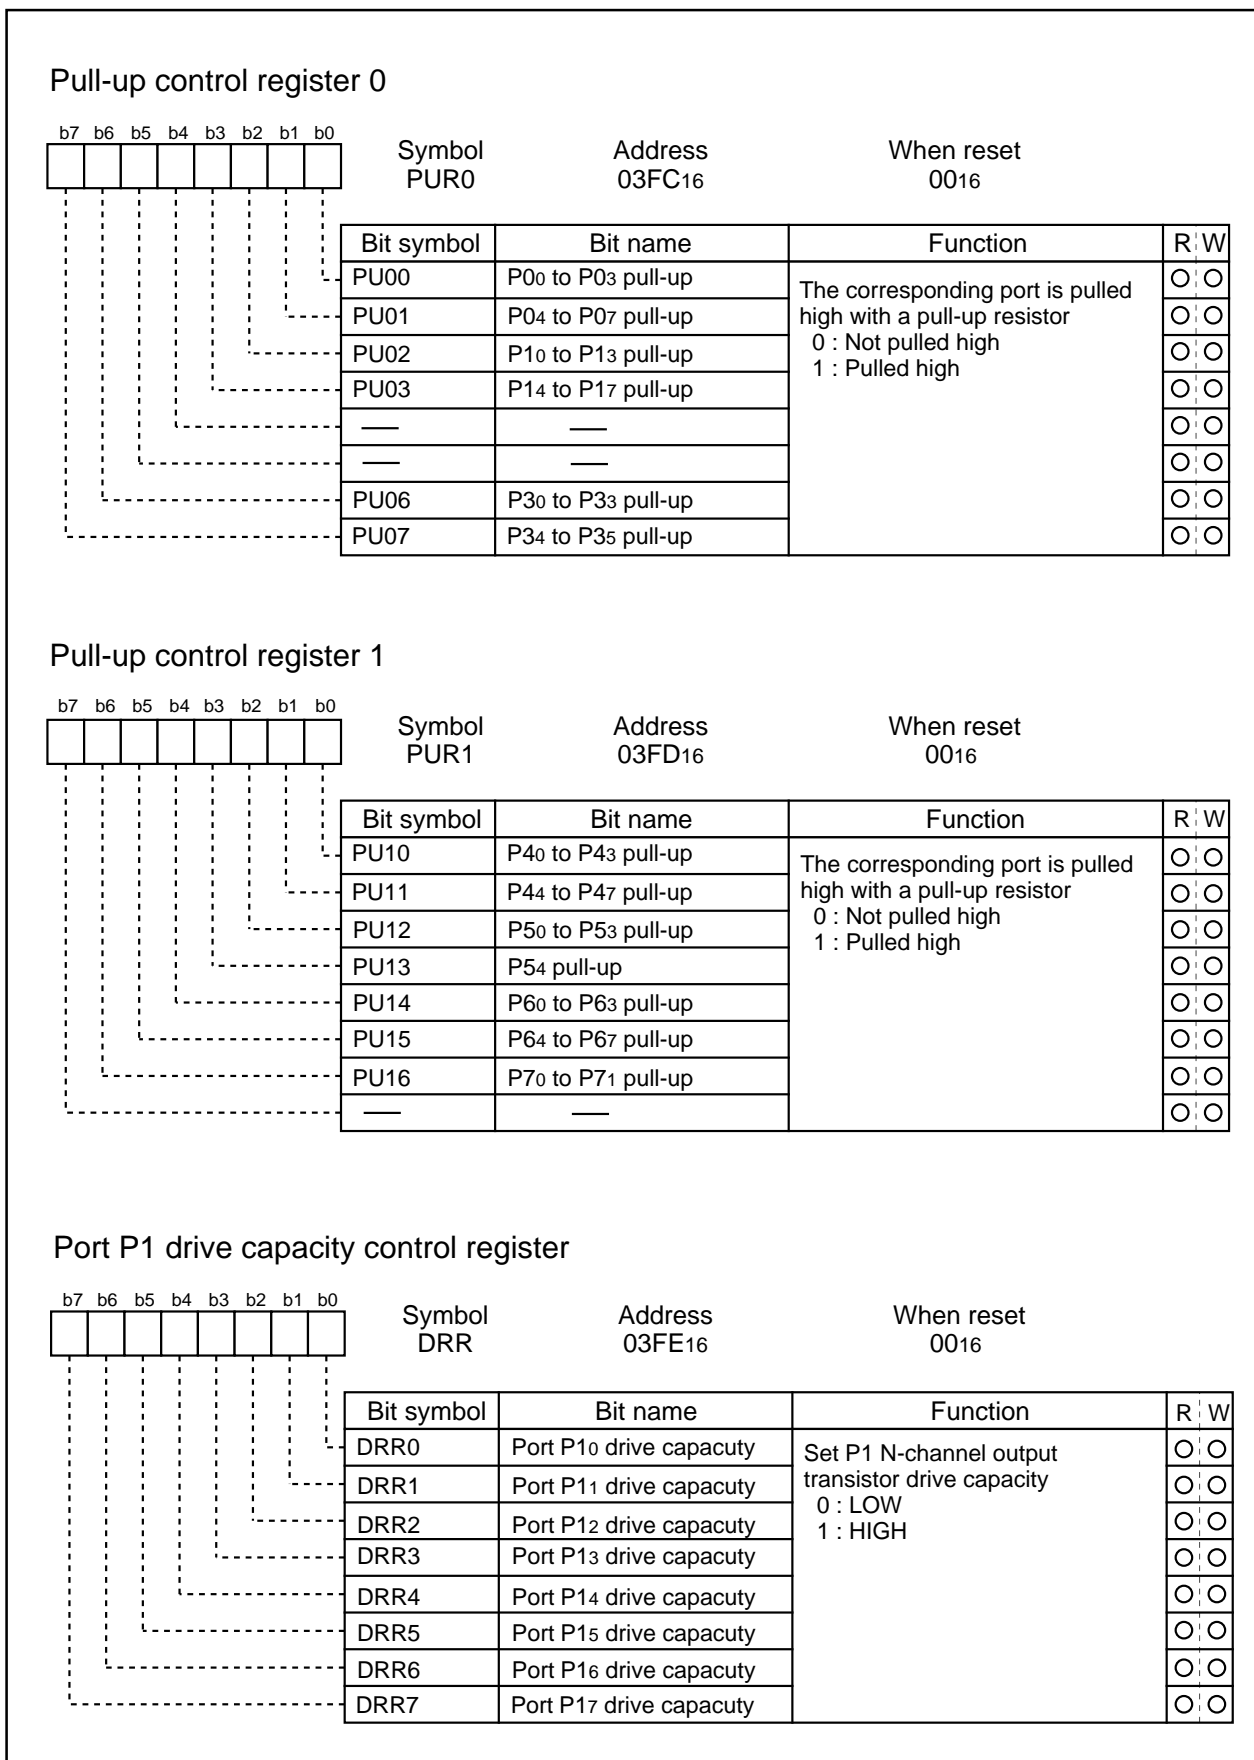 Pull-up control register 0
b7 b6 b5 b4 b3 b2 b1 b0
Symbol Address When reset
PUR0 03FC16 0016
Bit symbol Bit name Function R W
PU00 P00 to P03 pull-up
PU01 P04 to P07 pull-up
PU02 P10 to P13 pull-up
PU03 P14 to P17 pull-up
— —
— —
PU06 P30 to P33 pull-up
PU07 P34 to P35 pull-up
The corresponding port is pulled
high with a pull-up resistor
0 : Not pulled high
1 : Pulled high
Pull-up control register 1
b7 b6 b5 b4 b3 b2 b1 b0
Symbol Address When reset
PUR1 03FD16 0016
Bit symbol Bit name Function R W
PU10 P40 to P43 pull-up
PU11 P44 to P47 pull-up
PU12 P50 to P53 pull-up
PU13 P54 pull-up
PU14 P60 to P63 pull-up
PU15 P64 to P67 pull-up
PU16 P70 to P71 pull-up
— —
The corresponding port is pulled
high with a pull-up resistor
0 : Not pulled high
1 : Pulled high
Port P1 drive capacity control register
b7 b6 b5 b4 b3 b2 b1 b0
Symbol Address When reset
DRR 03FE16 0016
Bit symbol Bit name Function R W
DRR0 Port P10 drive capacuty
DRR1 Port P11 drive capacuty
DRR2 Port P12 drive capacuty
DRR3 Port P13 drive capacuty
DRR4 Port P14 drive capacuty
DRR5 Port P15 drive capacuty
DRR6 Port P16 drive capacuty
DRR7 Port P17 drive capacuty
Set P1 N-channel output
transistor drive capacity
0 : LOW
1 : HIGH